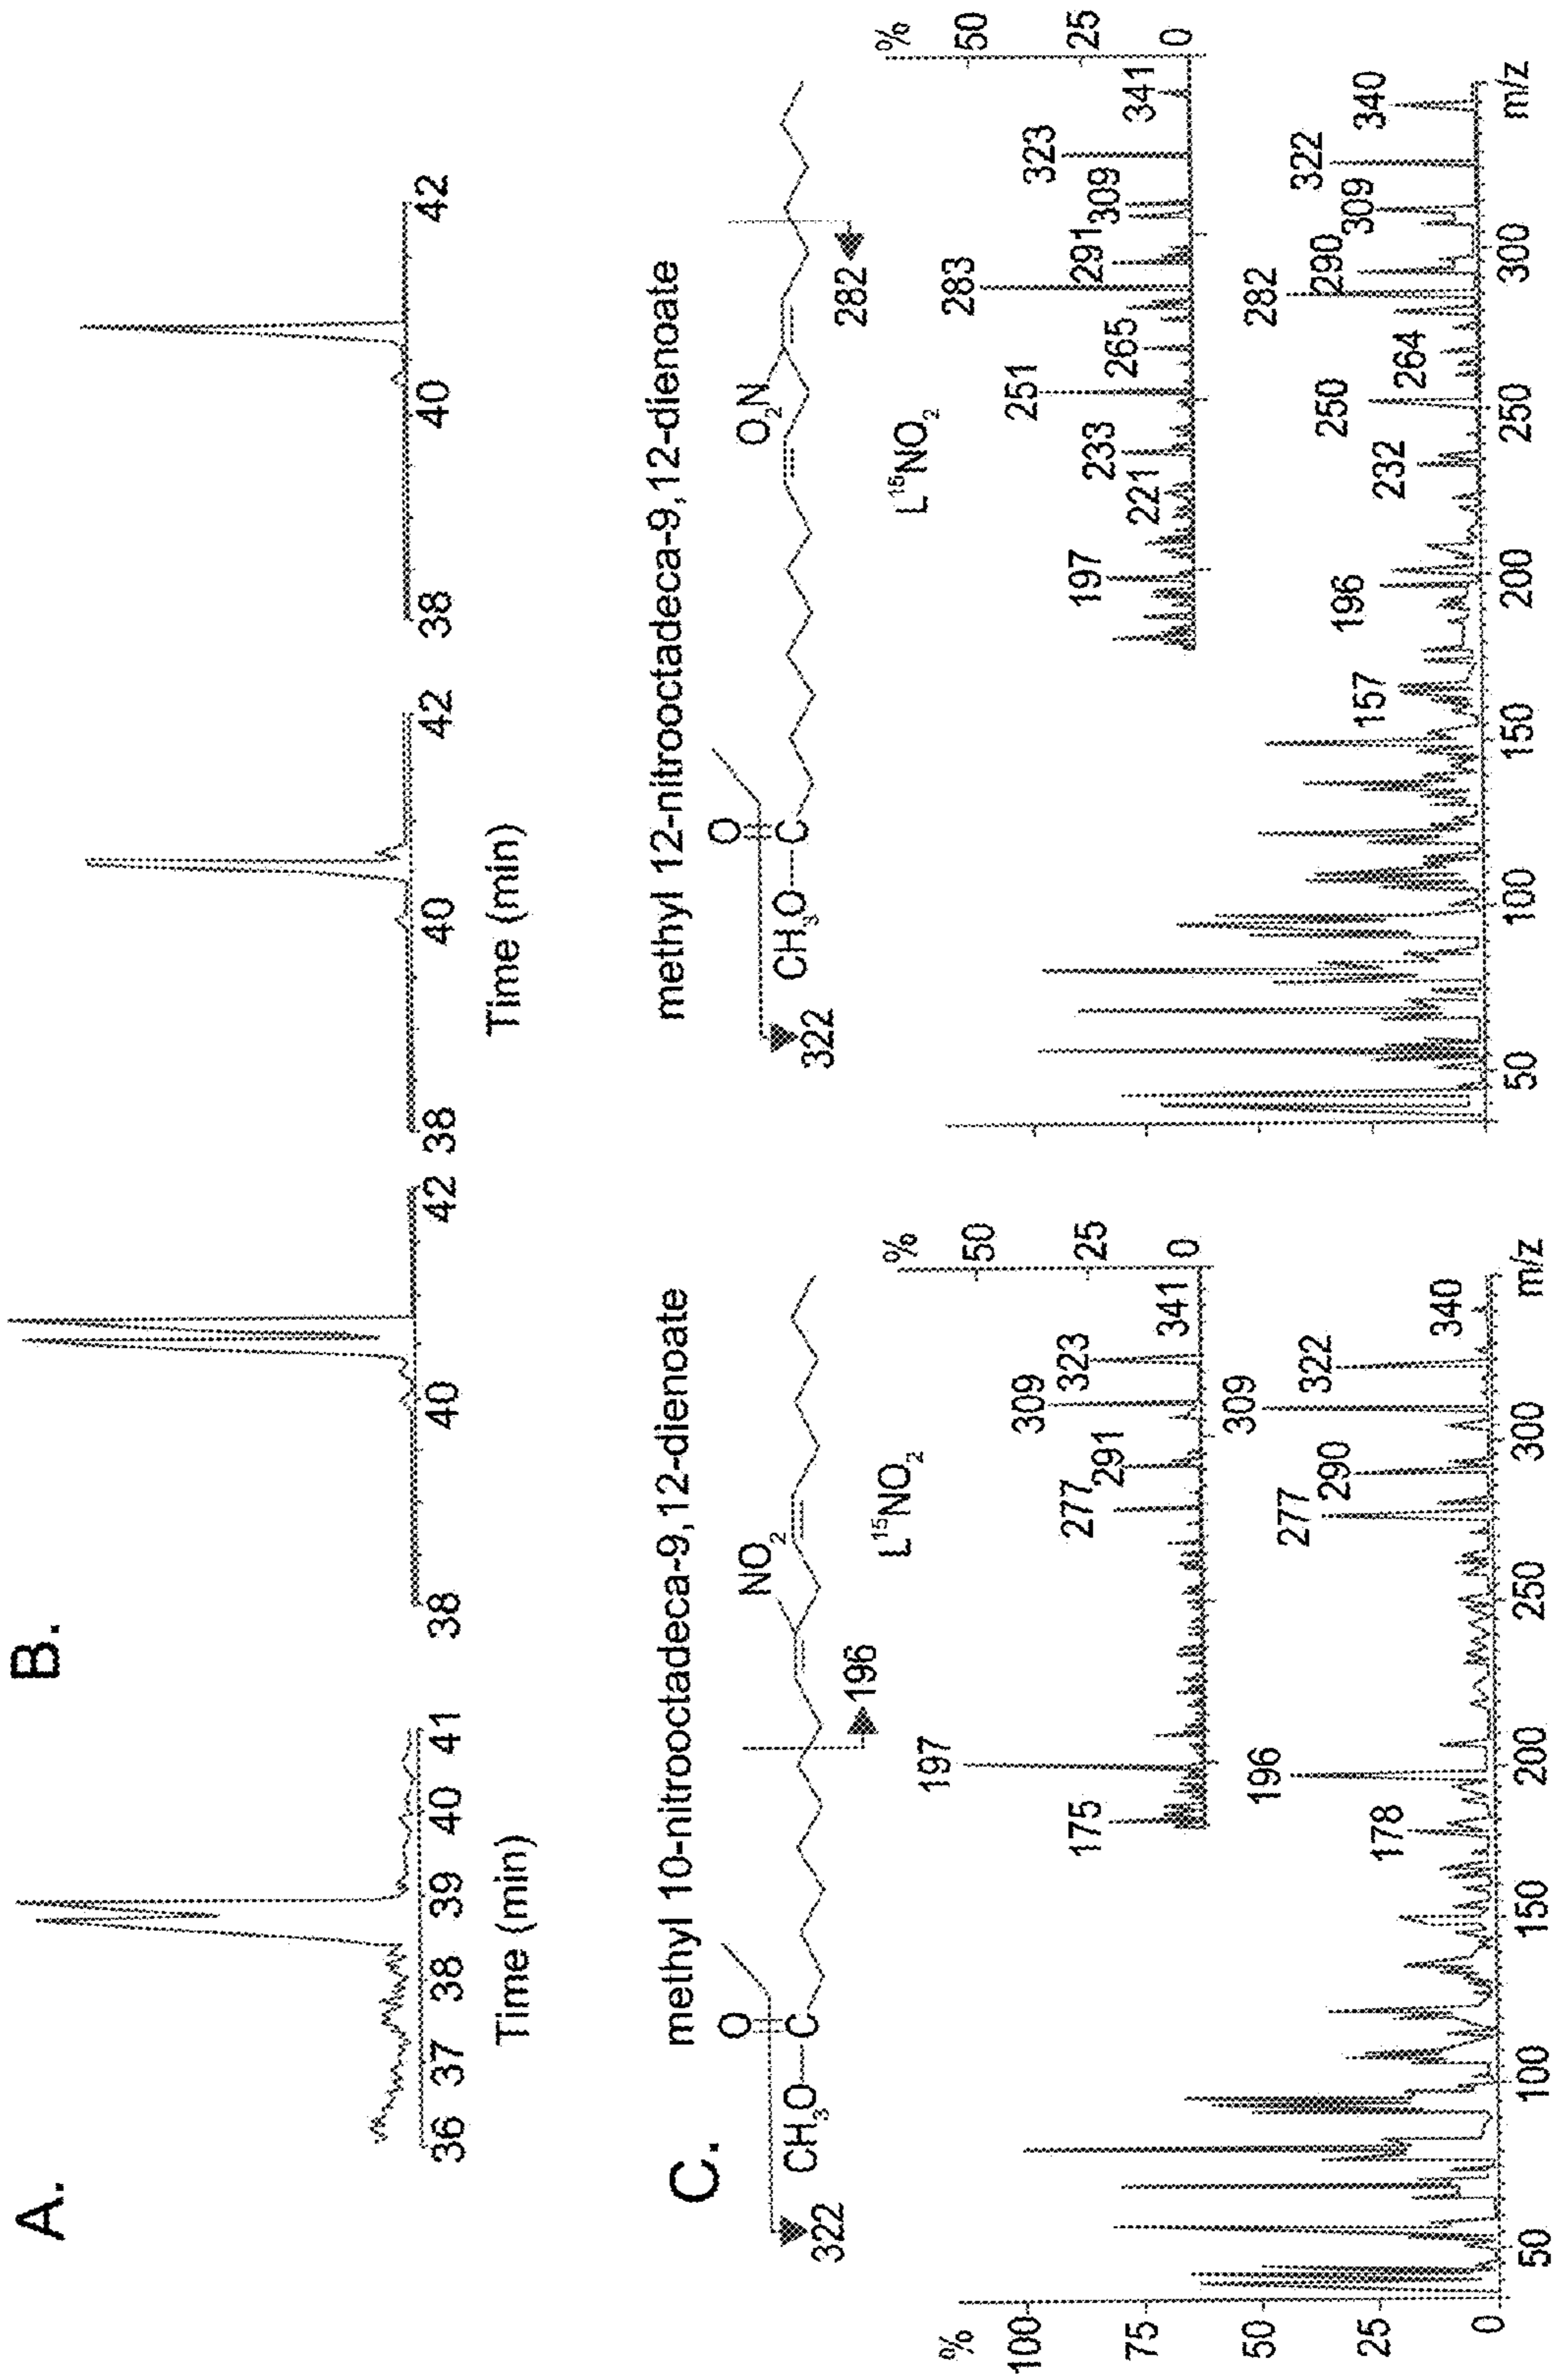 A.
36 37 38 39 40 41
Time (min)
B.
38 40 42
38 40 42
38 40 42
Time (min)
C.
methyl 10-nitrooctadeca-9,12-dienoate
O
CH3O C
NO2
322
196
L15NO2
%
50
25
0
175
197
277
291
309
323
341
%
100
75
50
25
0
178
196
277
290
309
322
340
50 100 150 200 250 300 m/z
methyl 12-nitrooctadeca-9,12-dienoate
O
CH3O C
O2N
322
282
L15NO2
%
50
25
0
197
221
233
251
265
283
291
309
323
341
157
196
232
250
264
282
290
309
322
340
50 100 150 200 250 300 m/z